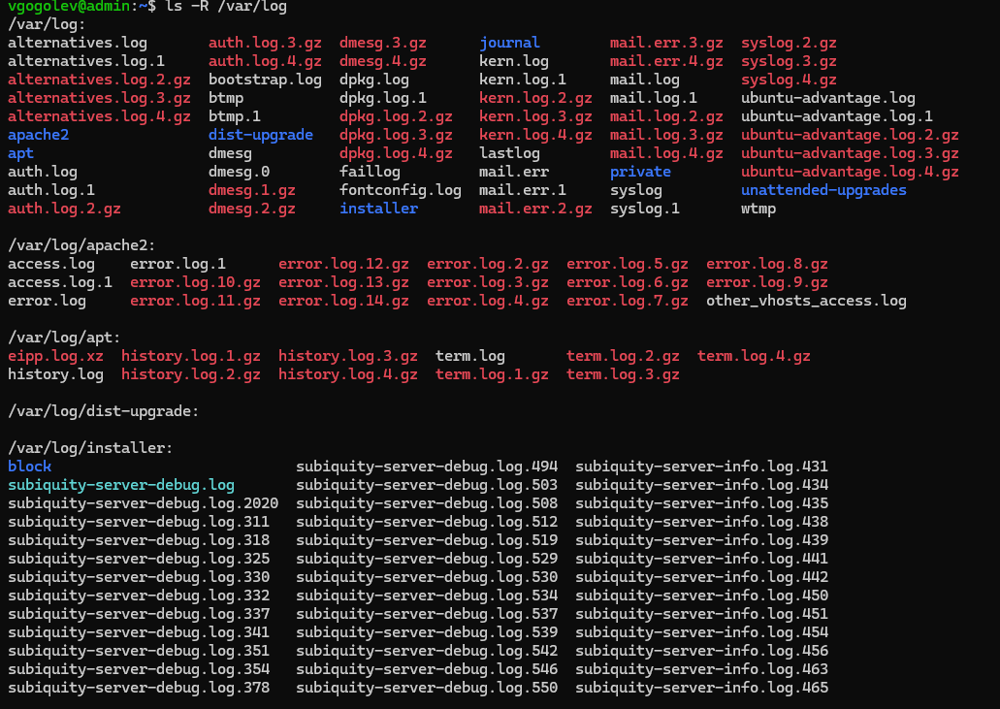 vgogolev@admin:~$ ls -R /var/log
/var/log:
alternatives.log auth.log.3.gz dmesg.3.gz journal mail.err.3.gz syslog.2.gz
alternatives.log.1 auth.log.4.gz dmesg.4.gz kern.log mail.err.4.gz syslog.3.gz
alternatives.log.2.gz bootstrap.log dpkg.log kern.log.1 mail.log syslog.4.gz
alternatives.log.3.gz btmp dpkg.log.1 kern.log.2.gz mail.log.1 ubuntu-advantage.log
alternatives.log.4.gz btmp.1 dpkg.log.2.gz kern.log.3.gz mail.log.2.gz ubuntu-advantage.log.1
apache2 dist-upgrade dpkg.log.3.gz kern.log.4.gz mail.log.3.gz ubuntu-advantage.log.2.gz
apt dmesg dpkg.log.4.gz lastlog mail.log.4.gz ubuntu-advantage.log.3.gz
auth.log dmesg.0 faillog mail.err private ubuntu-advantage.log.4.gz
auth.log.1 dmesg.1.gz fontconfig.log mail.err.1 syslog unattended-upgrades
auth.log.2.gz dmesg.2.gz installer mail.err.2.gz syslog.1 wtmp
/var/log/apache2:
access.log error.log.1 error.log.12.gz error.log.2.gz error.log.5.gz error.log.8.gz
access.log.1 error.log.10.gz error.log.13.gz error.log.3.gz error.log.6.gz error.log.9.gz
error.log error.log.11.gz error.log.14.gz error.log.4.gz error.log.7.gz other_vhosts_access.log
/var/log/apt:
eipp.log.xz history.log.1.gz history.log.3.gz term.log term.log.2.gz term.log.4.gz
history.log history.log.2.gz history.log.4.gz term.log.1.gz term.log.3.gz
/var/log/dist-upgrade:
/var/log/installer:
block subiquity-server-debug.log.494 subiquity-server-info.log.431
subiquity-server-debug.log subiquity-server-debug.log.503 subiquity-server-info.log.434
subiquity-server-debug.log.2020 subiquity-server-debug.log.508 subiquity-server-info.log.435
subiquity-server-debug.log.311 subiquity-server-debug.log.512 subiquity-server-info.log.438
subiquity-server-debug.log.318 subiquity-server-debug.log.519 subiquity-server-info.log.439
subiquity-server-debug.log.325 subiquity-server-debug.log.529 subiquity-server-info.log.441
subiquity-server-debug.log.330 subiquity-server-debug.log.530 subiquity-server-info.log.442
subiquity-server-debug.log.332 subiquity-server-debug.log.534 subiquity-server-info.log.450
subiquity-server-debug.log.337 subiquity-server-debug.log.537 subiquity-server-info.log.451
subiquity-server-debug.log.341 subiquity-server-debug.log.539 subiquity-server-info.log.454
subiquity-server-debug.log.351 subiquity-server-debug.log.542 subiquity-server-info.log.456
subiquity-server-debug.log.354 subiquity-server-debug.log.546 subiquity-server-info.log.463
subiquity-server-debug.log.378 subiquity-server-debug.log.550 subiquity-server-info.log.465